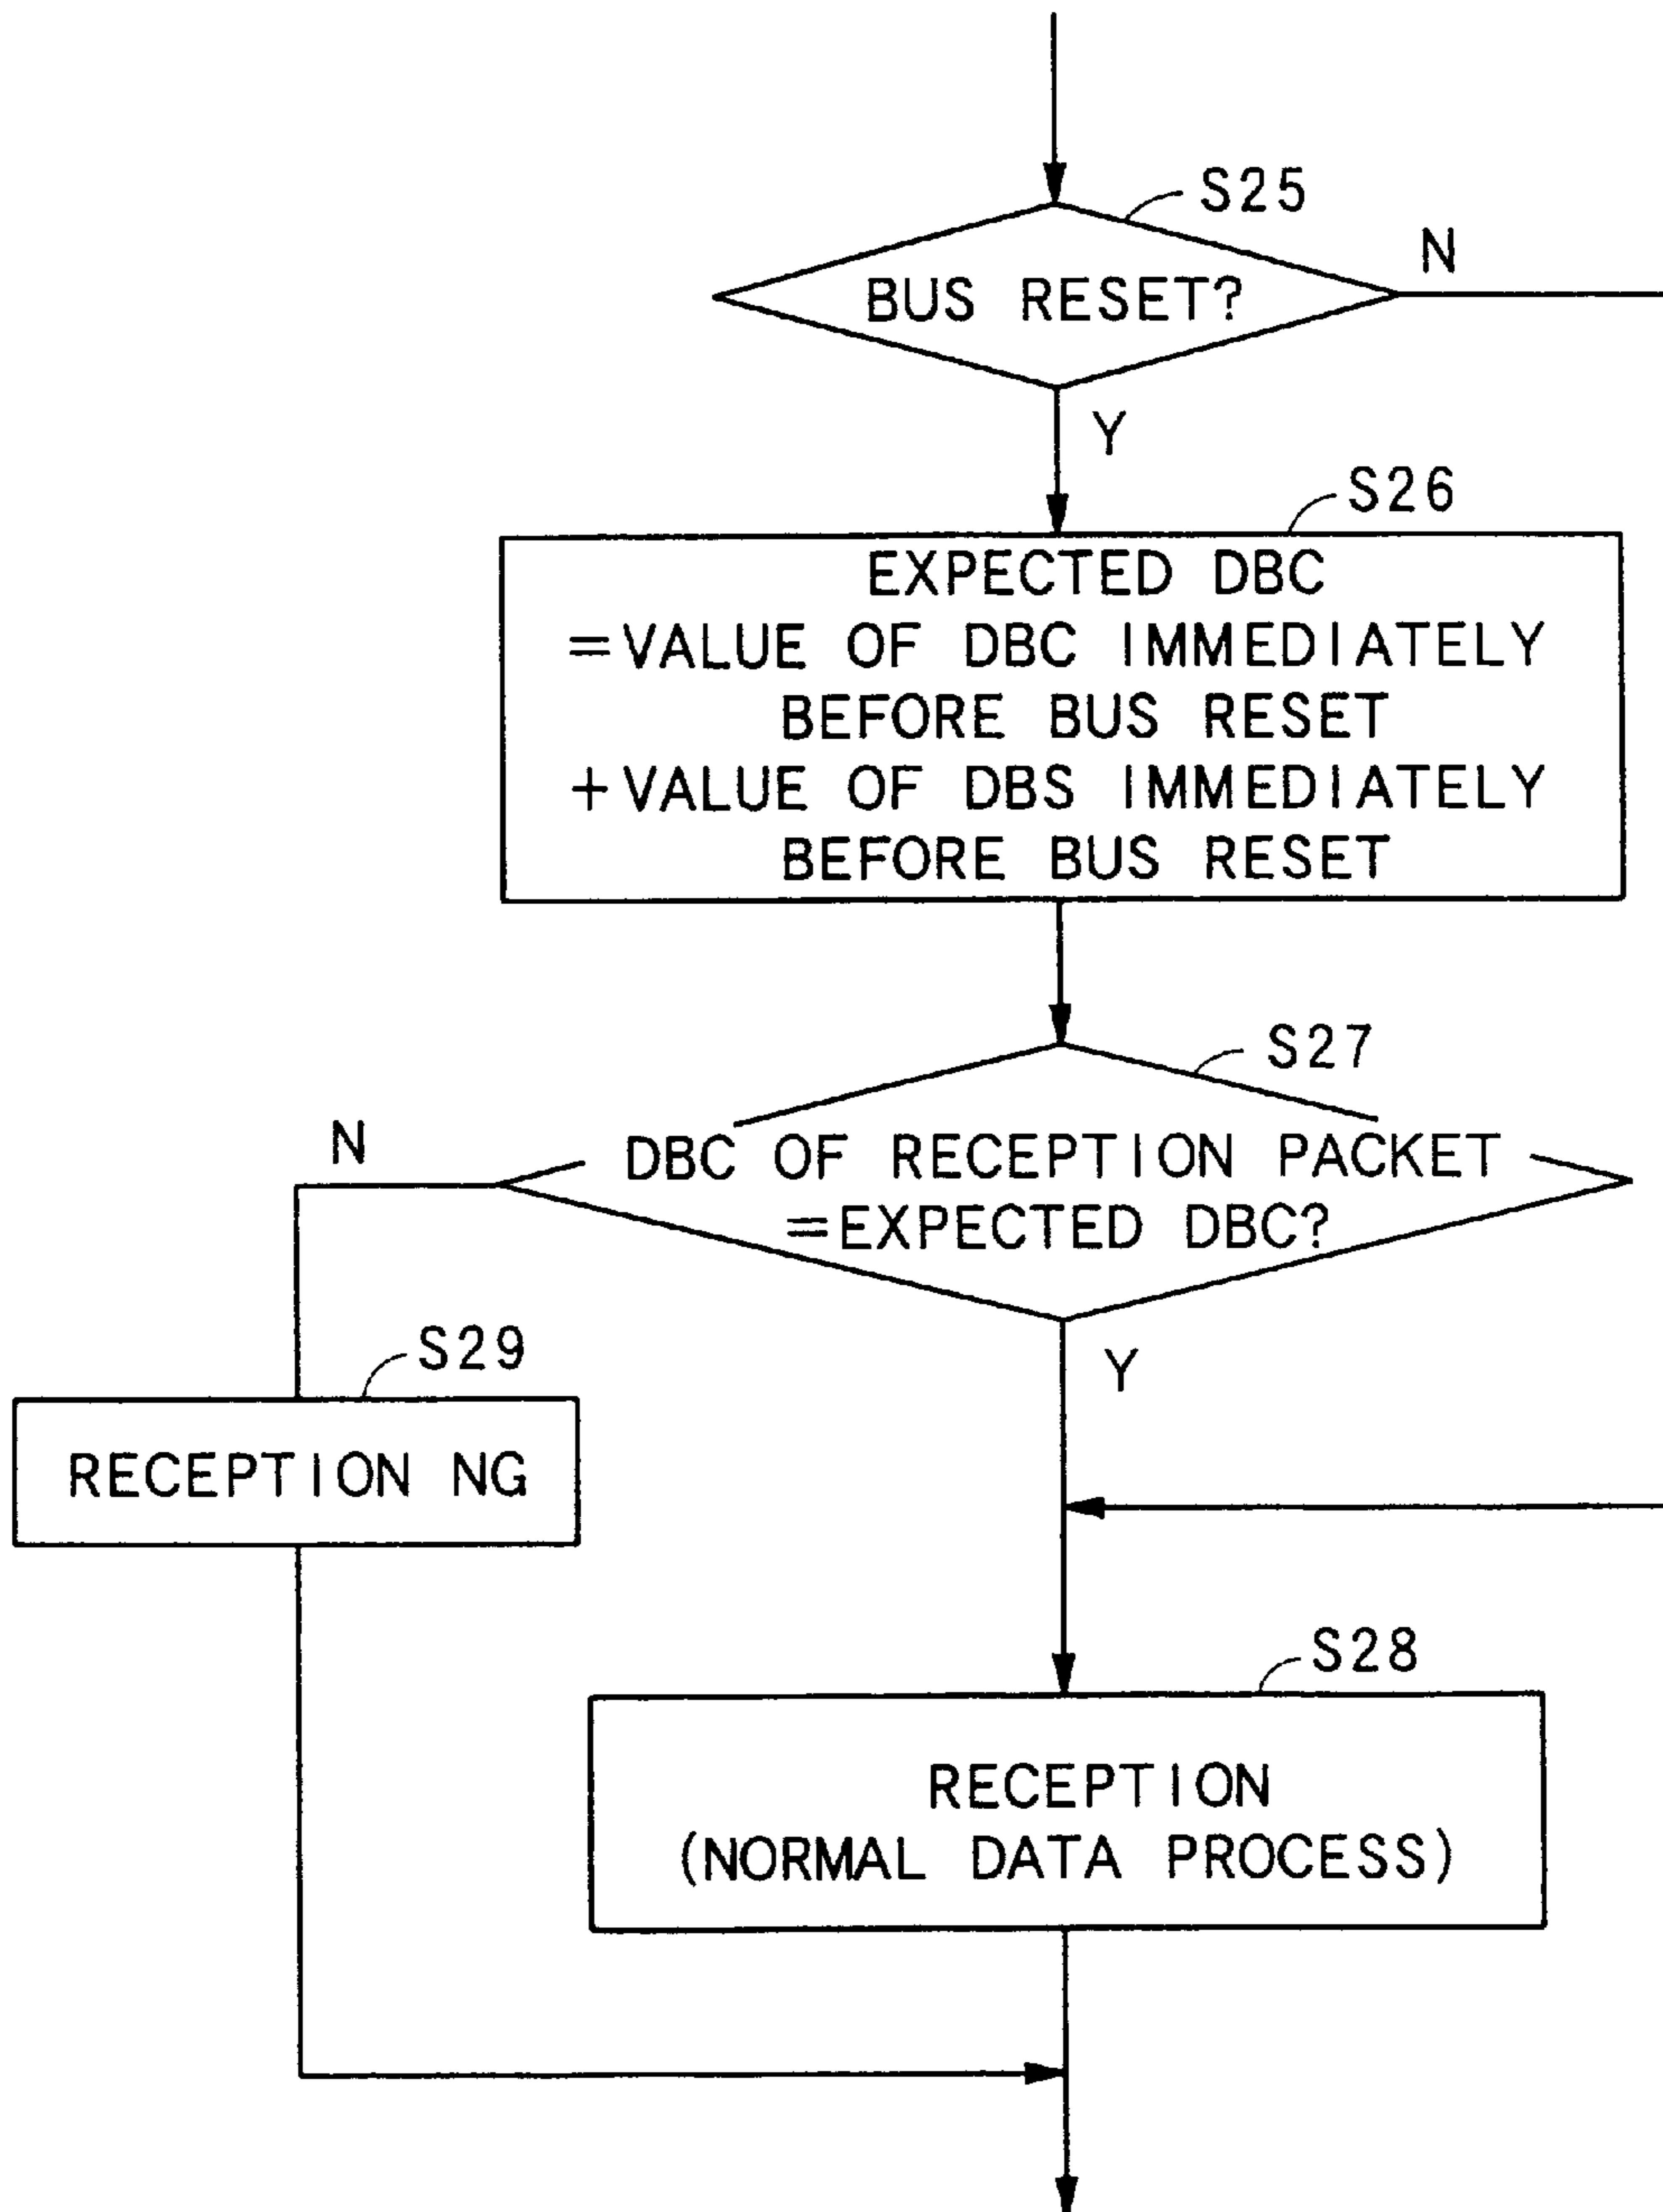 S25
N
BUS RESET?
Y
S26
EXPECTED DBC
=VALUE OF DBC IMMEDIATELY
BEFORE BUS RESET
+VALUE OF DBS IMMEDIATELY
BEFORE BUS RESET
S27
N
DBC OF RECEPTION PACKET
=EXPECTED DBC?
S29
Y
RECEPTION NG
S28
RECEPTION
(NORMAL DATA PROCESS)